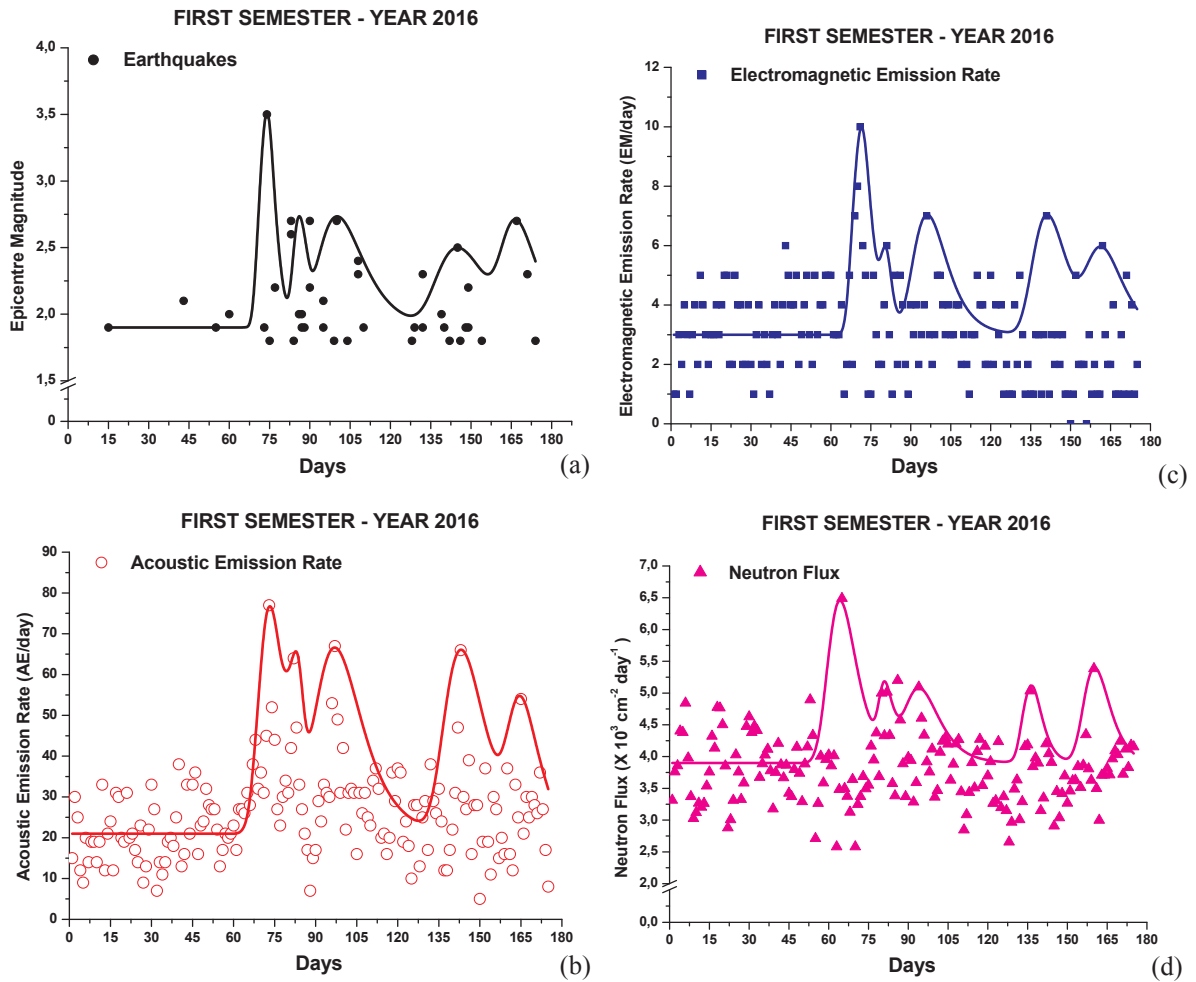 FIRST SEMESTER - YEAR 2016
Earthquakes
Epicentre Magnitude
4,0
3,5
3,0
2,5
2,0
1,5
0
0 15 30 45 60 75 90 105 120 135 150 165 180
Days
(a)
FIRST SEMESTER - YEAR 2016
Electromagnetic Emission Rate
Electromagnetic Emission Rate (EM/day)
12
10
8
6
4
2
0
0 15 30 45 60 75 90 105 120 135 150 165 180
Days
(c)
FIRST SEMESTER - YEAR 2016
Acoustic Emission Rate
Acoustic Emission Rate (AE/day)
90
80
70
60
50
40
30
20
10
0
0 15 30 45 60 75 90 105 120 135 150 165 180
Days
(b)
FIRST SEMESTER - YEAR 2016
Neutron Flux
Neutron Flux (X 10³ cm⁻² day⁻¹)
7,0
6,5
6,0
5,5
5,0
4,5
4,0
3,5
3,0
2,5
2,0
0,0
0 15 30 45 60 75 90 105 120 135 150 165 180
Days
(d)